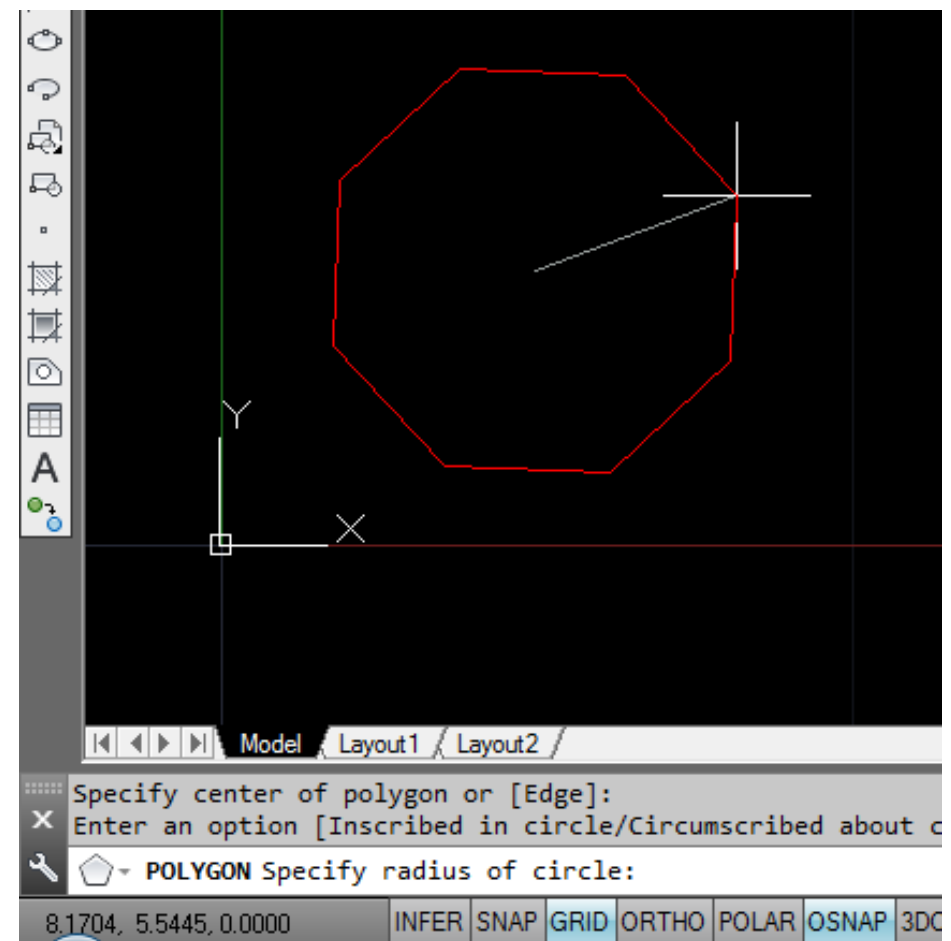 A
Y
X
Model Layout1 Layout2
Specify center of polygon or [Edge]:
Enter an option [Inscribed in circle/Circumscribed about c
POLYGON Specify radius of circle:
8.1704, 5.5445, 0.0000 INFER SNAP GRID ORTHO POLAR OSNAP 3DO